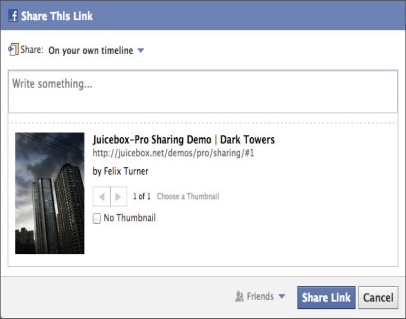 f Share This Link
Share: On your own timeline
Write something...
Juicebox-Pro Sharing Demo | Dark Towers
http://juicebox.net/demos/pro/sharing/#1
by Felix Turner
1 of 1 Choose a Thumbnail
No Thumbnail
Friends Share Link Cancel